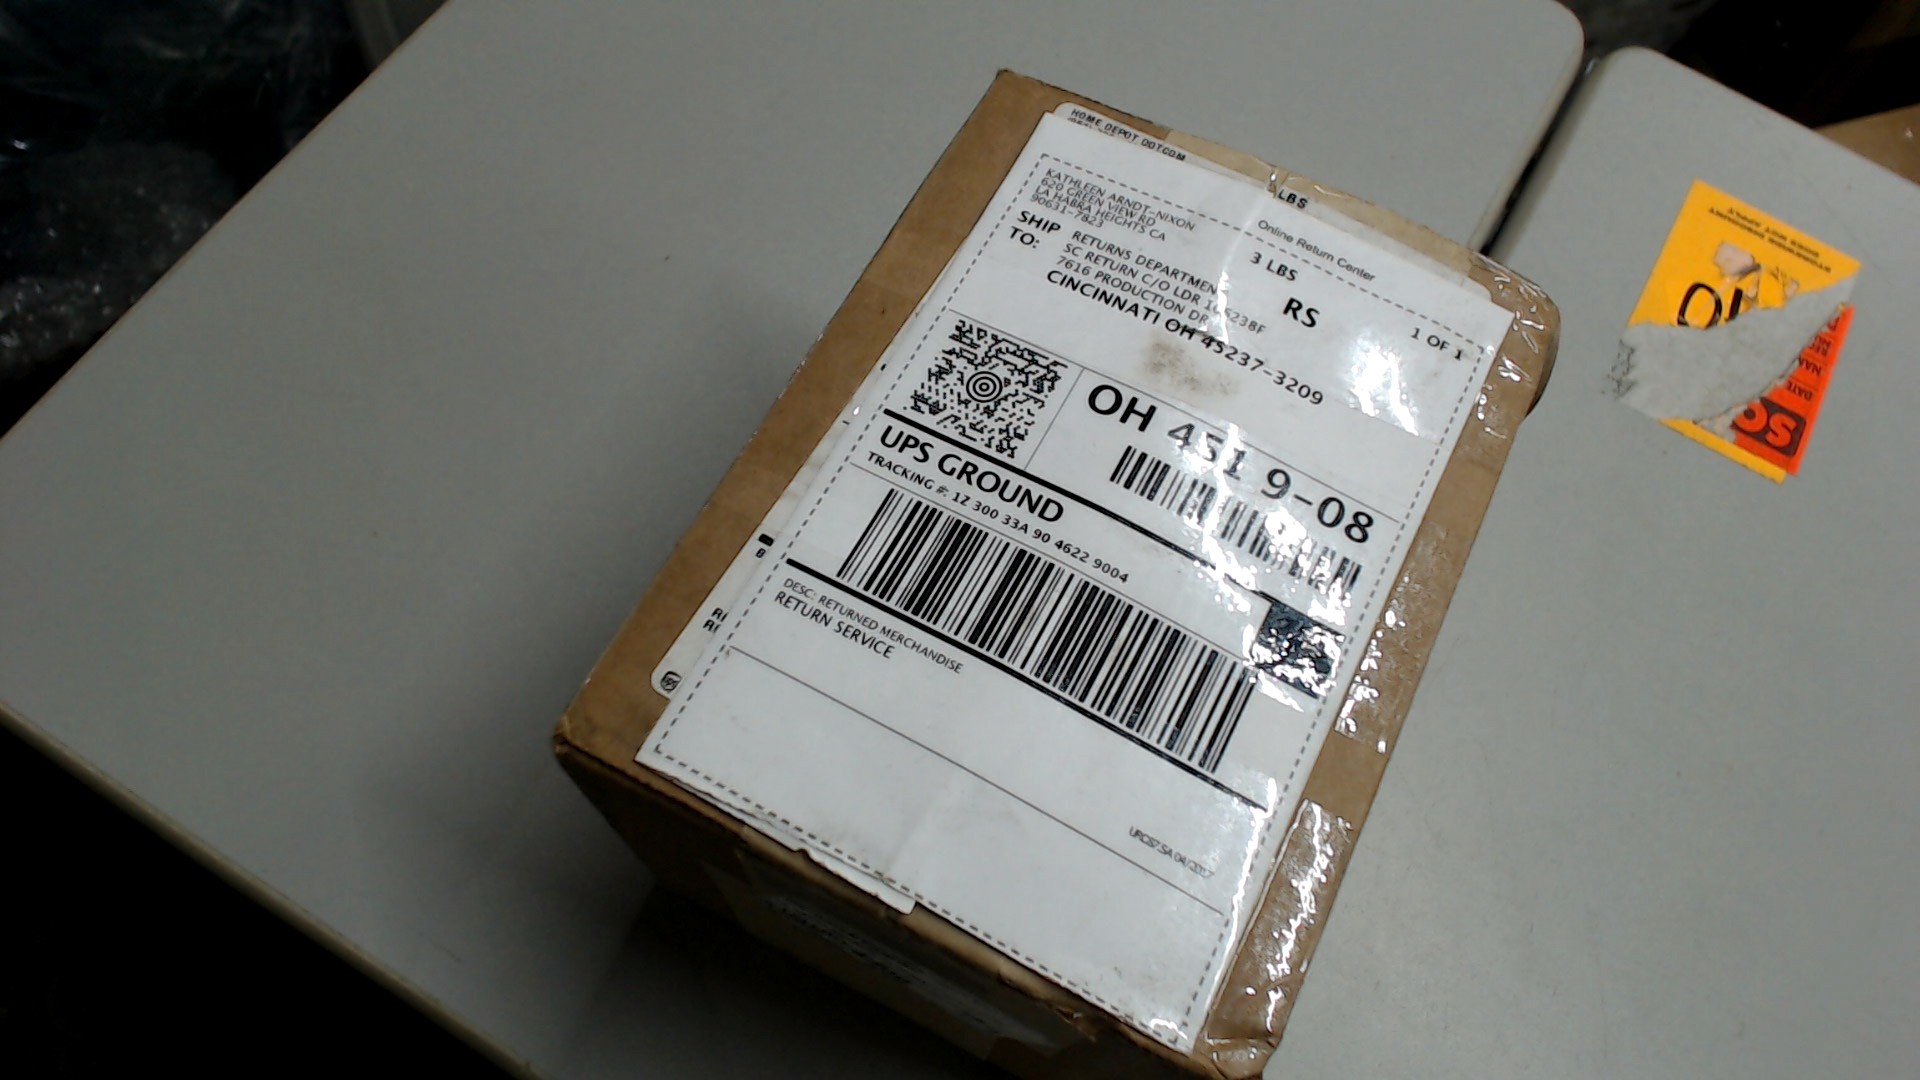 HOME DEPOT DOTCOM
LBS
KATHLEEN ARNDT-NIXON
620 GREEN VIEW RD
LA HABRA HEIGHTS CA
90631-7823
Online Return Center
3 LBS
RS
1 OF 1
SHIP
TO:
RETURNS DEPARTMENT
SC RETURN C/O LDR
7616 PRODUCTION DR
CINCINNATI OH 45237-3209
OH 451 9-08
UPS GROUND
TRACKING #: 1Z 300 33A 90 4622 9004
DESC: RETURNED MERCHANDISE
RETURN SERVICE
DATE
SO